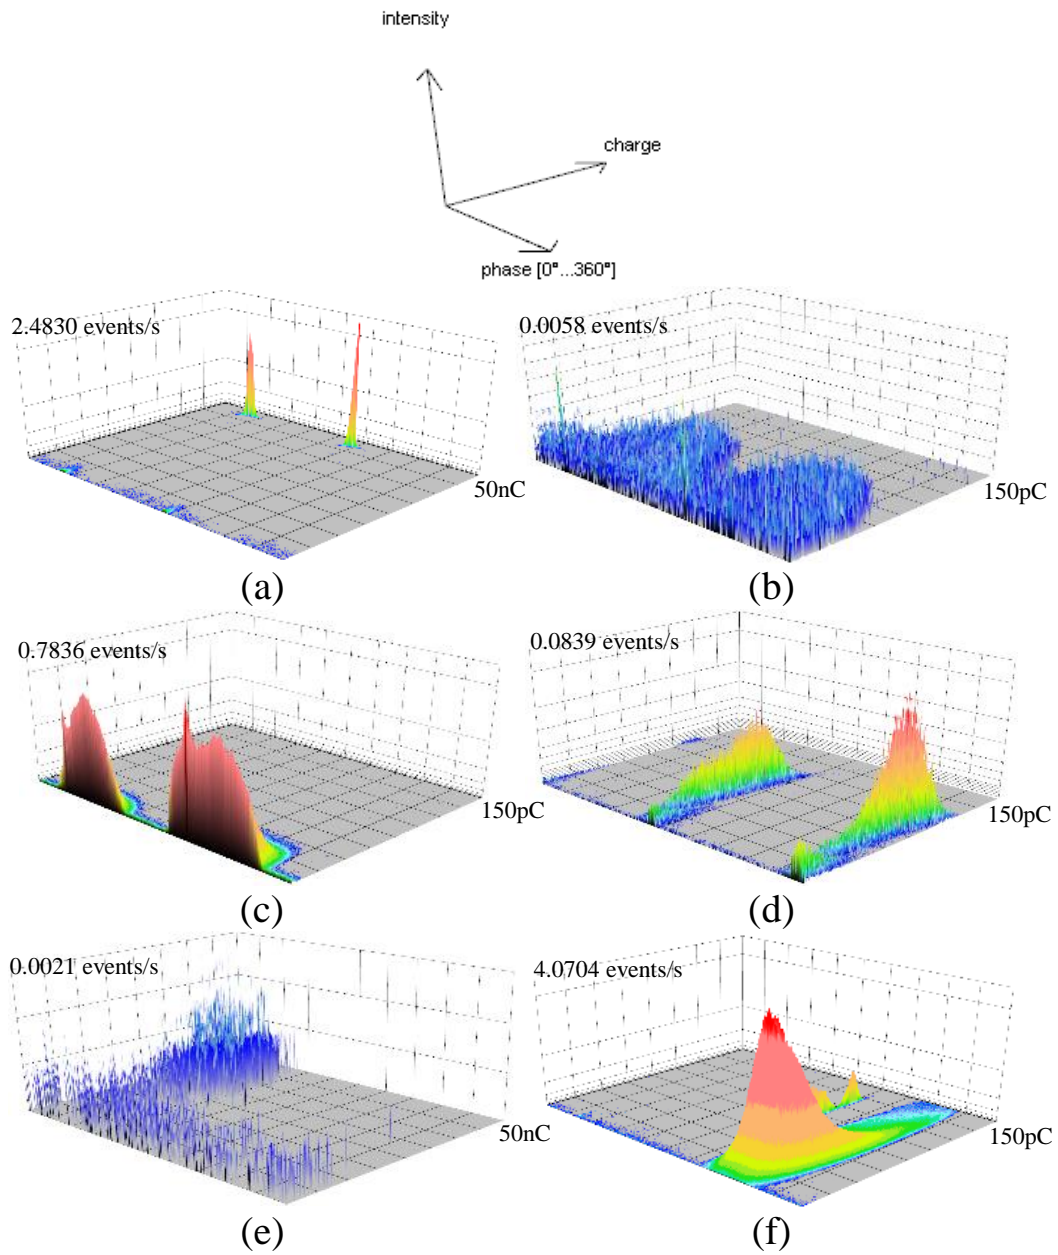 intensity
charge
phase [0°...360°]
2.4830 events/s
0.0058 events/s
50nC
150pC
(a)
(b)
0.7836 events/s
0.0839 events/s
150pC
150pC
(c)
(d)
0.0021 events/s
4.0704 events/s
50nC
150pC
(e)
(f)